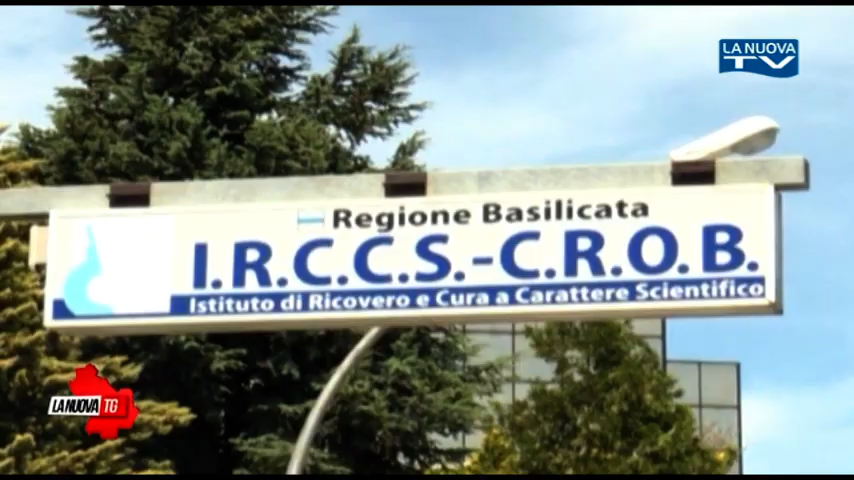 LA NUOVA
TV
Regione Basilicata
I.R.C.C.S.-C.R.O.B.
Istituto di Ricovero e Cura a Carattere Scientifico
LA NUOVA TG